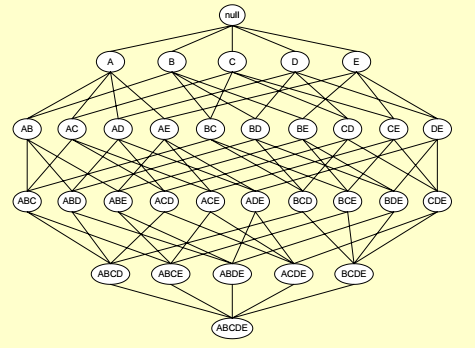 null
A B C D E
AB AC AD AE BC BD BE CD CE DE
ABC ABD ABE ACD ACE ADE BCD BCE BDE CDE
ABCD ABCE ABDE ACDE BCDE
ABCDE